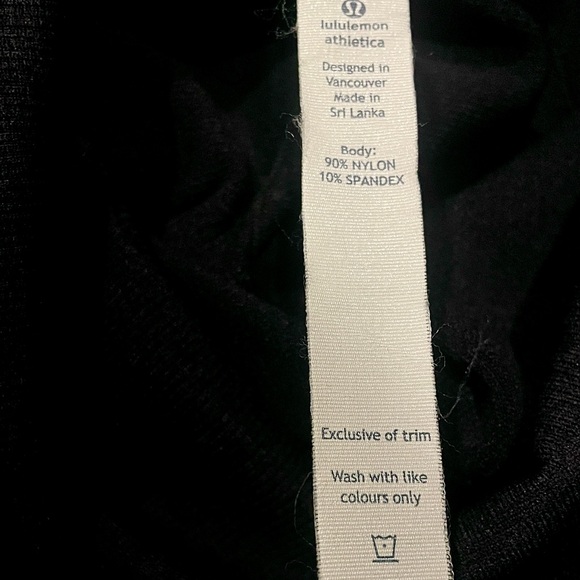 lululemon
athletica
Designed in
Vancouver
Made in
Sri Lanka
Body:
90% NYLON
10% SPANDEX
Exclusive of trim
Wash with like
colours only